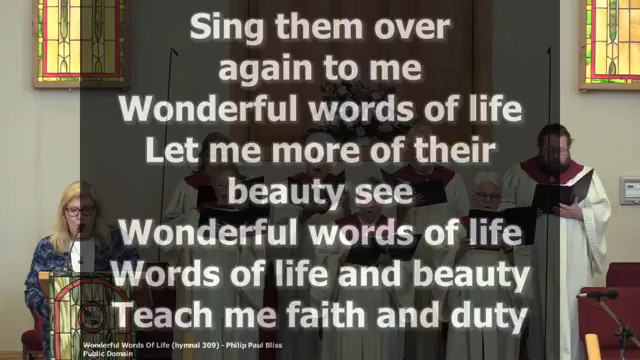 Sing them over
again to me
Wonderful words of life
Let me more of their
beauty see
Wonderful words of life
Words of life and beauty
Teach me faith and duty
Wonderful Words Of Life (hymnal 309) - Philip Paul Bliss
Public Domain